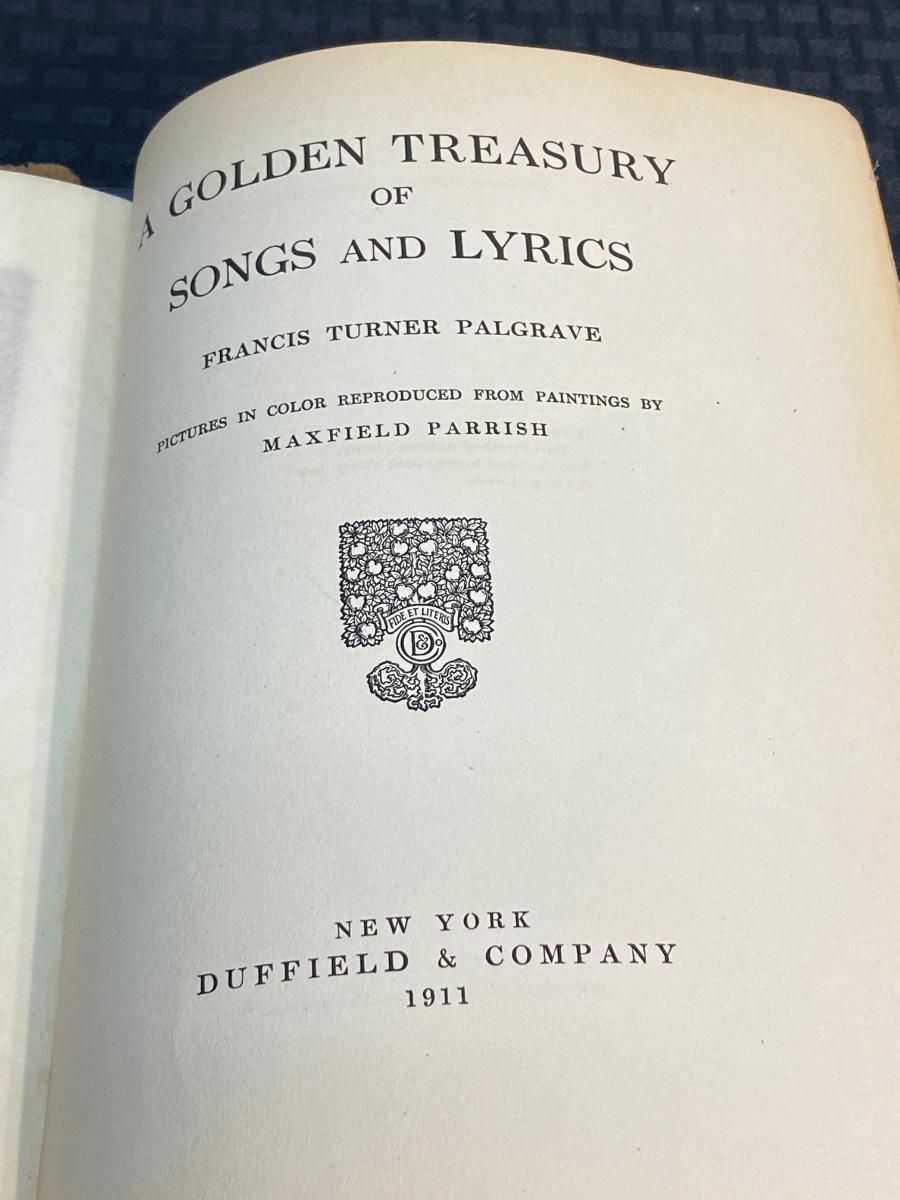 A GOLDEN TREASURY
OF
SONGS AND LYRICS
FRANCIS TURNER PALGRAVE
PICTURES IN COLOR REPRODUCED FROM PAINTINGS BY
MAXFIELD PARRISH
FIDE ET LITERIS
D & Co
NEW YORK
DUFFIELD & COMPANY
1911